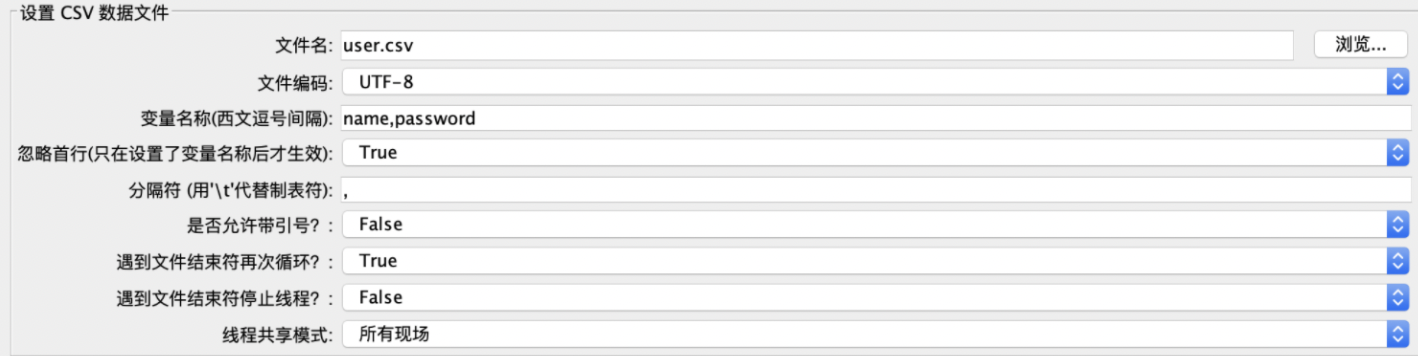 设置 CSV 数据文件
文件名: user.csv 浏览...
文件编码: UTF-8
变量名称(西文逗号间隔): name,password
忽略首行(只在设置了变量名称后才生效): True
分隔符 (用'\t'代替制表符): ,
是否允许带引号?: False
遇到文件结束符再次循环?: True
遇到文件结束符停止线程?: False
线程共享模式: 所有现场